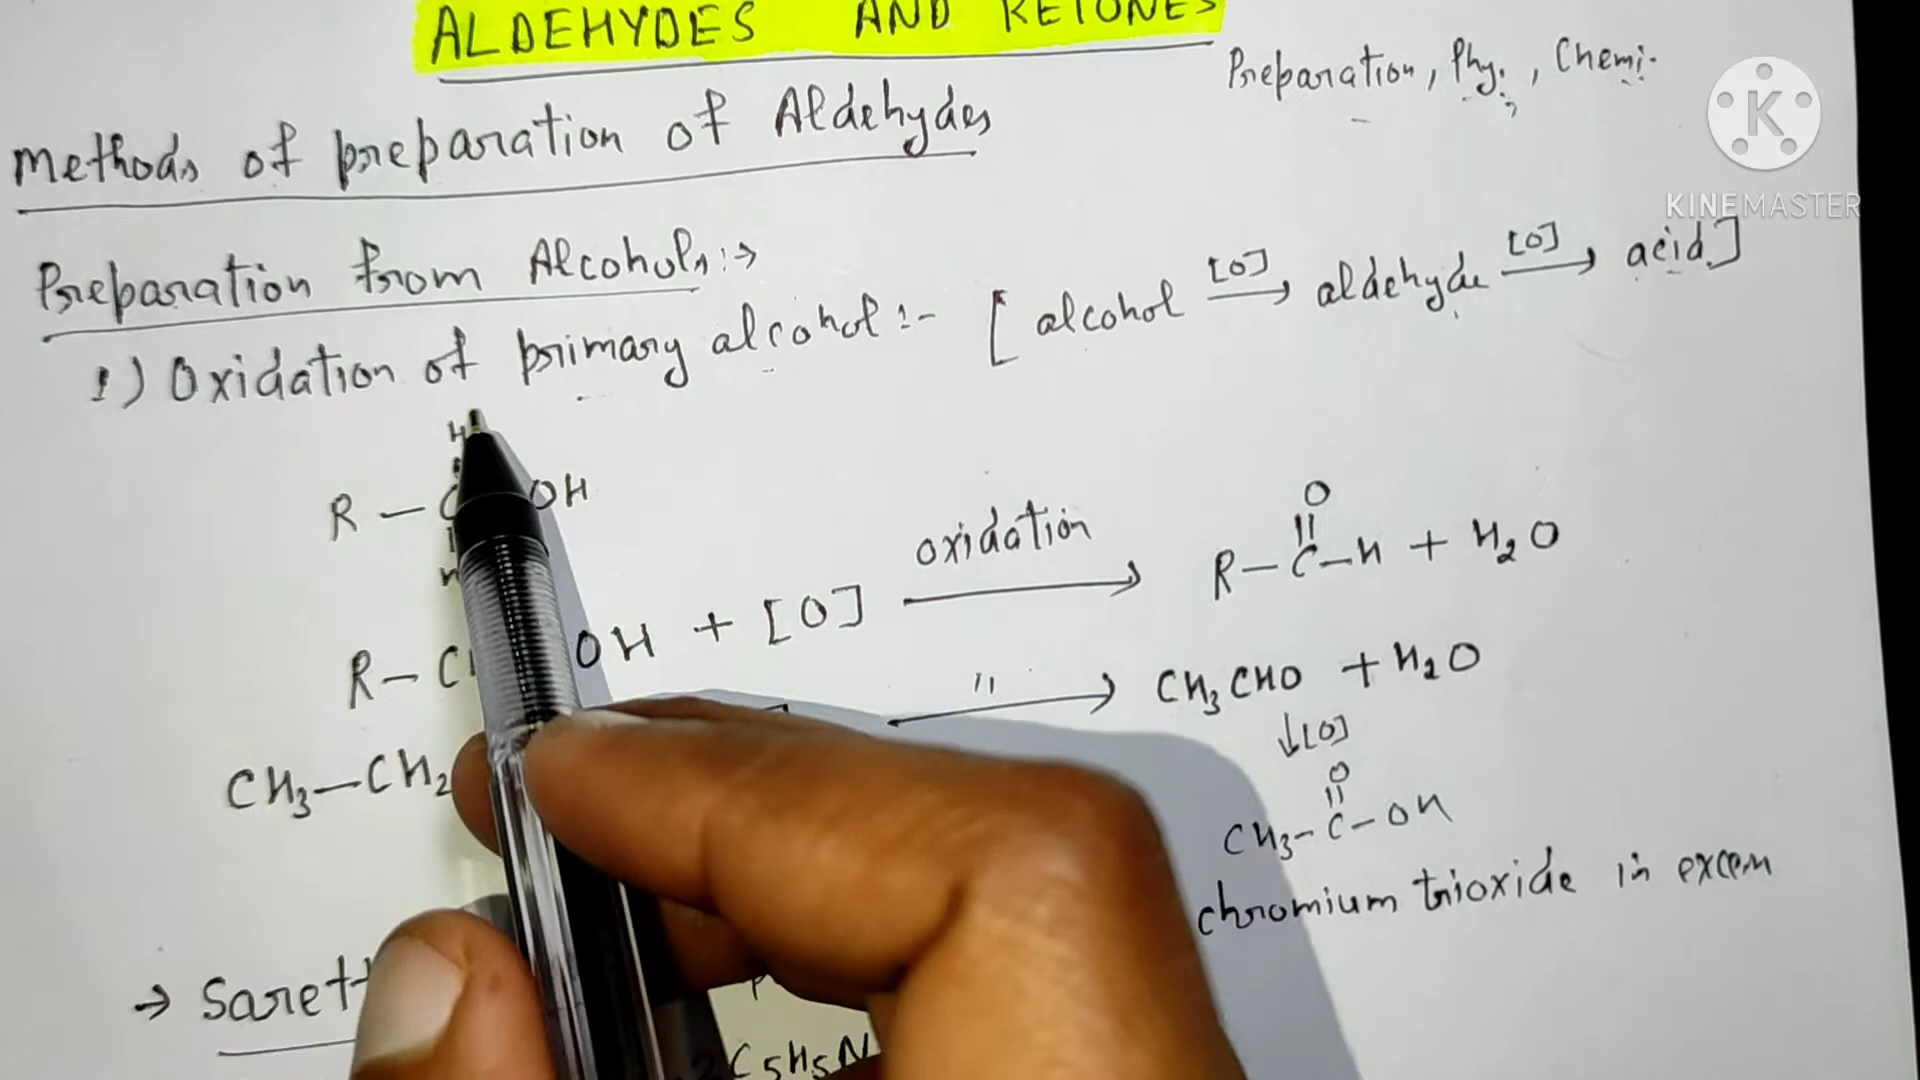 ALDEHYDES AND KETONES
Preparation, Phy., Chemi.
Methods of preparation of Aldehydes
K
KINEMASTER
Preparation from Alcohols:→
1) Oxidation of primary alcohol :- [alcohol [O]→ aldehyde [O]→ acid]
H
R — C OH
H
oxidation
O
||
R — C — H + H₂O
R — C OH + [O] →
CH₃ — CH₂ " → CH₃CHO + H₂O
↓[O]
O
||
CH₃ — C — OH
chromium trioxide in excess
→ Sarett
C₅H₅N